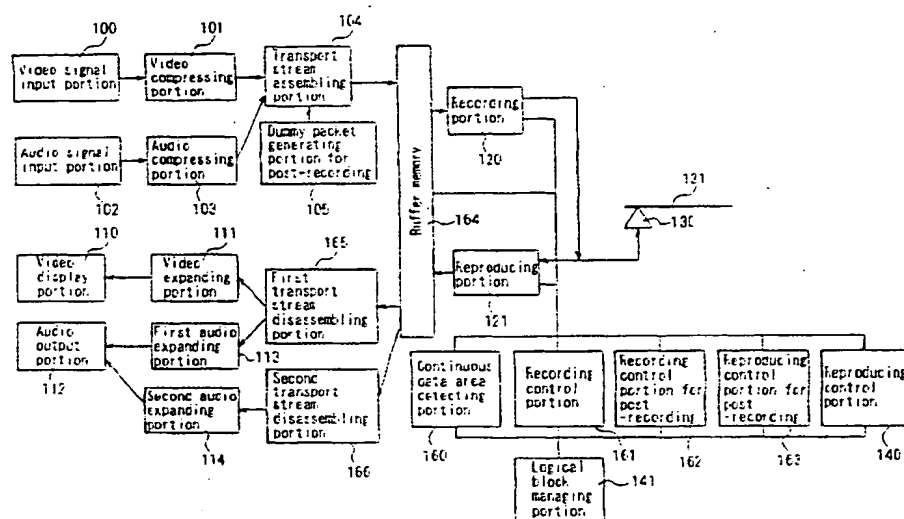 100
101
104
Video signal
input portion
Video
compressing
portion
Transport
stream
assembling
portion
Audio signal
input portion
Audio
compressing
portion
Dummy packet
generating
portion for
post-recording
102
103
105
Buffer memory
164
Recording
portion
120
131
130
110
111
165
Video
display
portion
Video
expanding
portion
First
transport
stream
disassembling
portion
Reproducing
portion
121
Audio
output
portion
First audio
expanding
portion
113
112
Second audio
expanding
portion
114
Second
transport
stream
disassembling
portion
166
Continuous
data area
detecting
portion
Recording
control
portion
Recording
control
portion for
post
-recording
Reproducing
control
portion for
post
-recording
Reproducing
control
portion
160
161
162
163
140
Logical
block
managing
portion
141